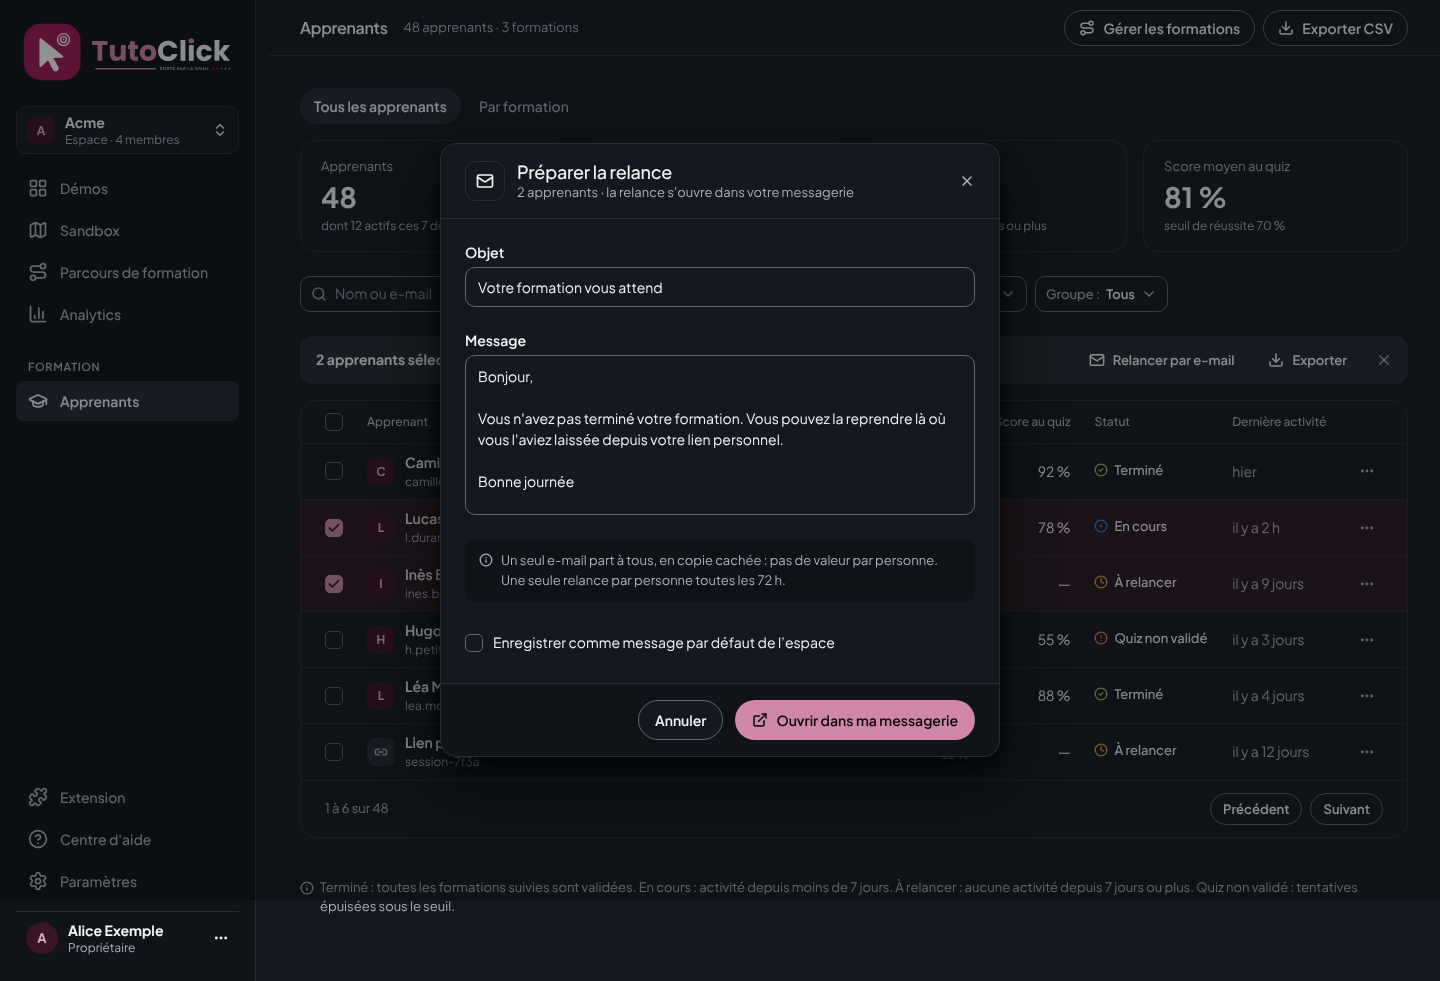 TutoClick
Acme
Espace · 4 membres
Démos
Sandbox
Parcours de formation
Analytics
FORMATION
Apprenants
Extension
Centre d'aide
Paramètres
A
Alice Exemple
Propriétaire
Apprenants
48 apprenants · 3 formations
Gérer les formations
Exporter CSV
Tous les apprenants
Par formation
Apprenants
48
dont 12 actifs ces 7
s ou plus
Score moyen au quiz
81 %
seuil de réussite 70 %
Nom ou e-mail
Groupe : Tous
2 apprenants
Relancer par e-mail
Exporter
Apprenant
Score au quiz
Statut
Dernière activité
C
92 %
Terminé
hier
L
78 %
En cours
il y a 2 h
I
Inès
—
À relancer
il y a 9 jours
H
55 %
Quiz non validé
il y a 3 jours
L
Léa
88 %
Terminé
il y a 4 jours
Lien
session-7f3a
—
À relancer
il y a 12 jours
1 à 6 sur 48
Précédent
Suivant
Terminé : toutes les formations suivies sont validées. En cours : activité depuis moins de 7 jours. À relancer : aucune activité depuis 7 jours ou plus. Quiz non validé : tentatives
épuisées sous le seuil.
Préparer la relance
2 apprenants · la relance s'ouvre dans votre messagerie
Objet
Votre formation vous attend
Message
Bonjour,
Vous n'avez pas terminé votre formation. Vous pouvez la reprendre là où
vous l'aviez laissée depuis votre lien personnel.
Bonne journée
Un seul e-mail part à tous, en copie cachée : pas de valeur par personne.
Une seule relance par personne toutes les 72 h.
Enregistrer comme message par défaut de l'espace
Annuler
Ouvrir dans ma messagerie